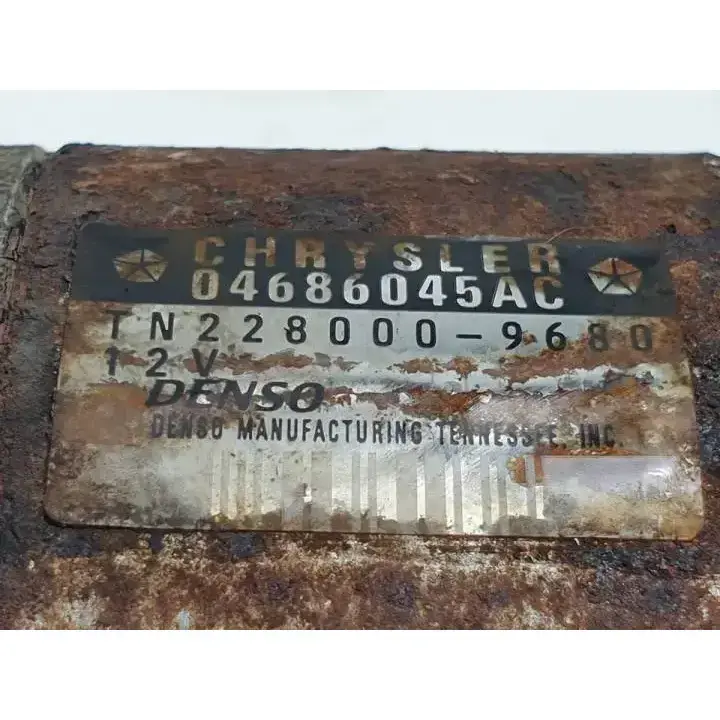 CHRYSLER
04686045AC
TN228000-9680
12V
DENSO
DENSO MANUFACTURING TENNESSEE, INC.